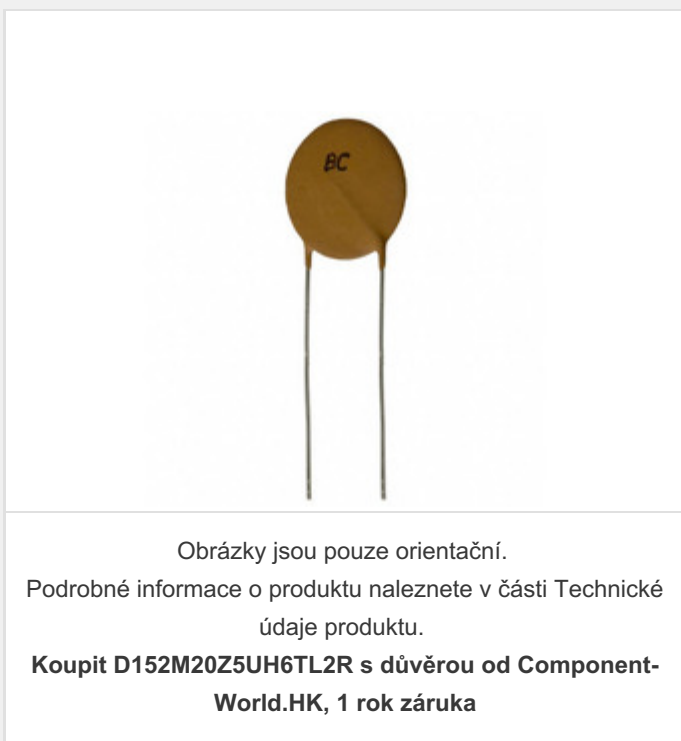 BC
Obrázky jsou pouze orientační.
Podrobné informace o produktu naleznete v části Technické
údaje produktu.
Koupit D152M20Z5UH6TL2R s důvěrou od Component-
World.HK, 1 rok záruka